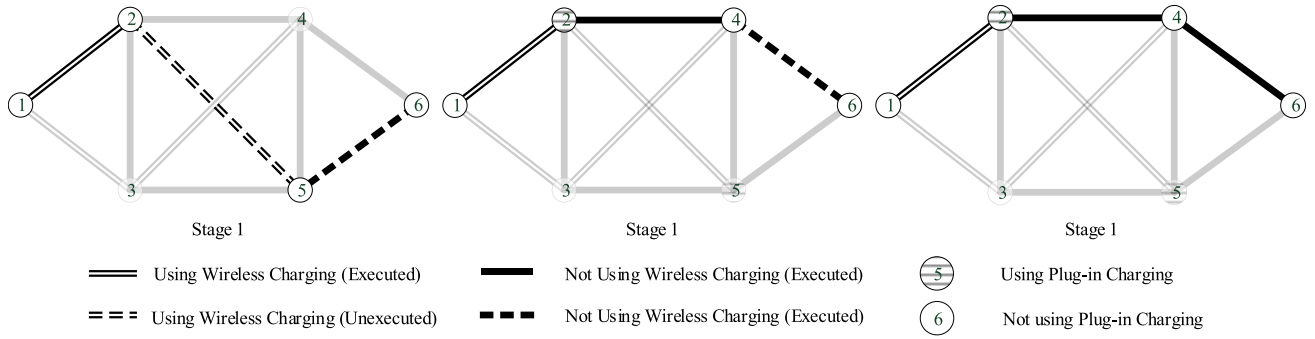 2 4 2 4 2 4
1 6 1 6 1 6
3 5 3 5 3 5
Stage 1 Stage 1 Stage 1
Using Wireless Charging (Executed) Not Using Wireless Charging (Executed) 5 Using Plug-in Charging
Using Wireless Charging (Unexecuted) Not Using Wireless Charging (Executed) 6 Not using Plug-in Charging